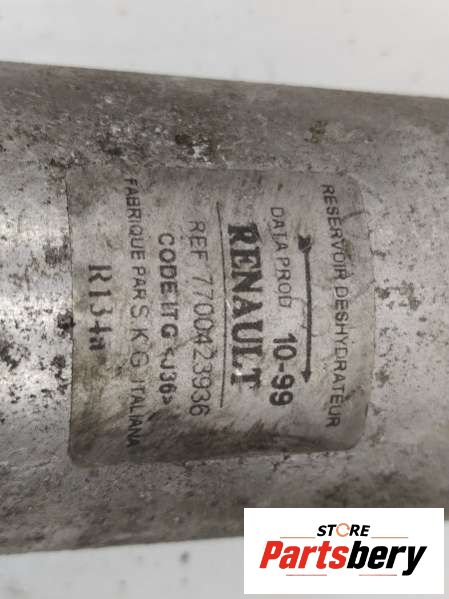 RESERVOIR DESHYDRATEUR
DATA PROD 10-99
RENAULT
REF 7700423936
CODE ITG <J36>
FABRIQUE PAR S.K.G ITALIANA
R134a
STORE
Partsbery